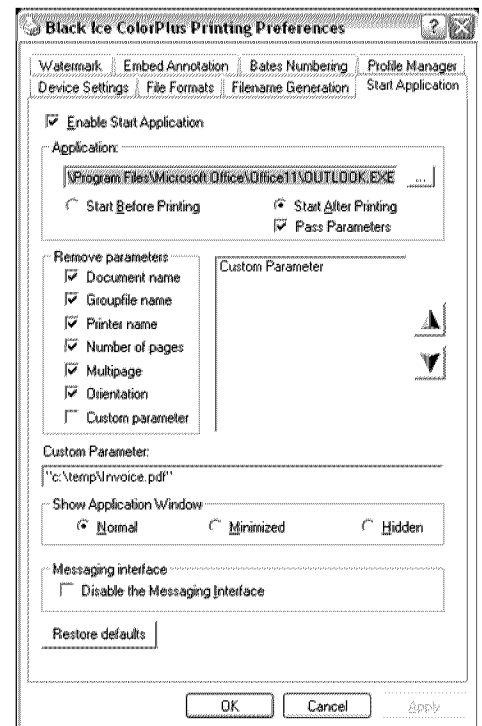 Black Ice ColorPlus Printing Preferences
Watermark Embed Annotation Bates Numbering Profile Manager
Device Settings File Formats Filename Generation Start Application
Enable Start Application
Application:
\Program Files\Microsoft Office\Office11\OUTLOOK.EXE ...
Start Before Printing Start After Printing
Pass Parameters
Remove parameters
Document name
Groupfile name
Printer name
Number of pages
Multipage
Orientation
Custom parameter
Custom Parameter
Custom Parameter:
"c:\temp\Invoice.pdf"
Show Application Window
Normal Minimized Hidden
Messaging interface
Disable the Messaging Interface
Restore defaults
OK Cancel Apply